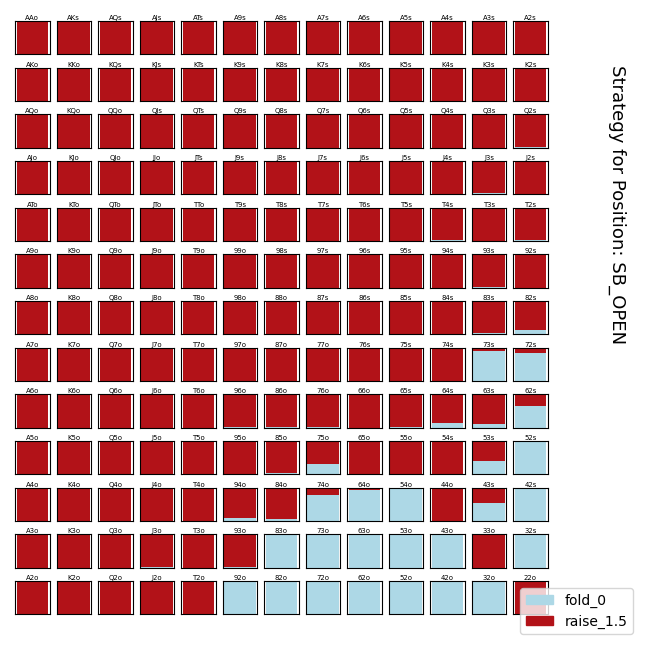 AAo AKs AQs AJs ATs A9s A8s A7s A6s A5s A4s A3s A2s
AKo KKo KQs KJs KTs K9s K8s K7s K6s K5s K4s K3s K2s
AQo KQo QQo QJs QTs Q9s Q8s Q7s Q6s Q5s Q4s Q3s Q2s
AJo KJo QJo JJo JTs J9s J8s J7s J6s J5s J4s J3s J2s
ATo KTo QTo JTo TTo T9s T8s T7s T6s T5s T4s T3s T2s
A9o K9o Q9o J9o T9o 99o 98s 97s 96s 95s 94s 93s 92s
A8o K8o Q8o J8o T8o 98o 88o 87s 86s 85s 84s 83s 82s
A7o K7o Q7o J7o T7o 97o 87o 77o 76s 75s 74s 73s 72s
A6o K6o Q6o J6o T6o 96o 86o 76o 66o 65s 64s 63s 62s
A5o K5o Q5o J5o T5o 95o 85o 75o 65o 55o 54s 53s 52s
A4o K4o Q4o J4o T4o 94o 84o 74o 64o 54o 44o 43s 42s
A3o K3o Q3o J3o T3o 93o 83o 73o 63o 53o 43o 33o 32s
A2o K2o Q2o J2o T2o 92o 82o 72o 62o 52o 42o 32o 22o
Strategy for Position: SB_OPEN
fold_0
raise_1.5